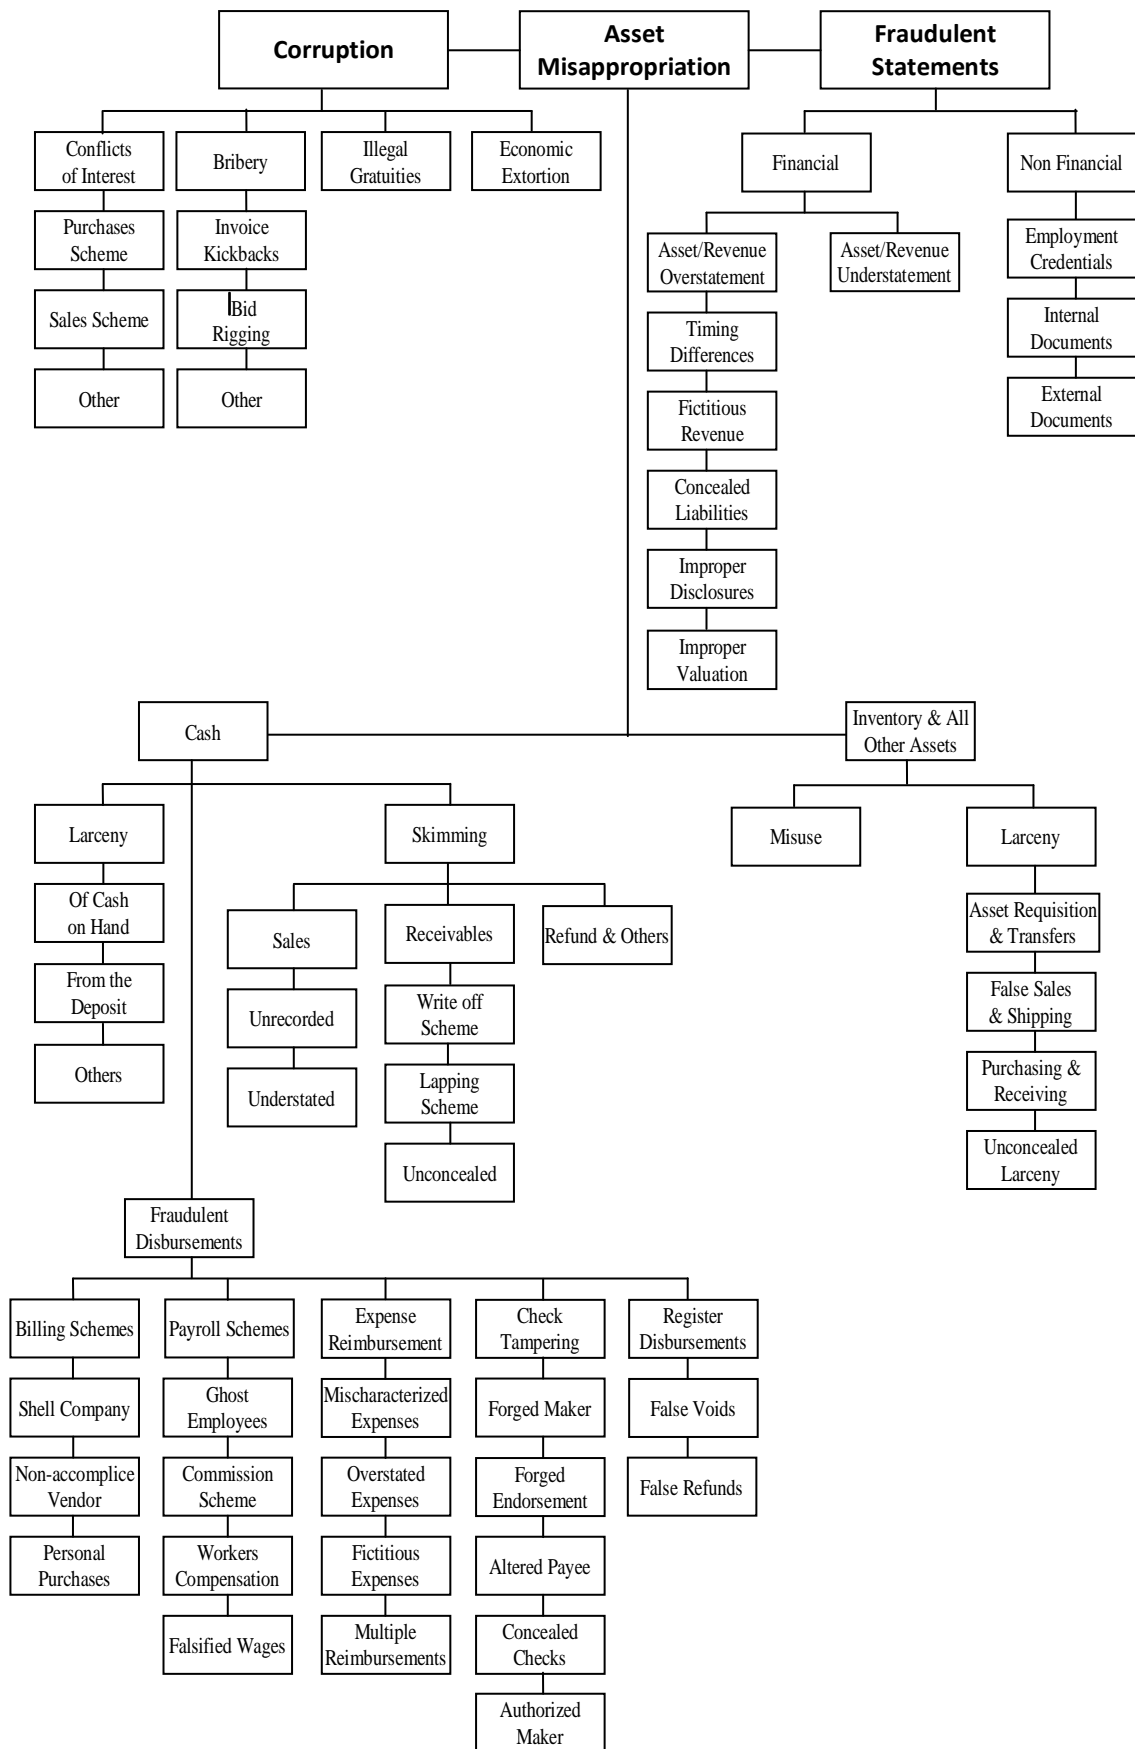 Corruption
Asset
Misappropriation
Fraudulent
Statements
Conflicts
of Interest
Bribery
Illegal
Gratuities
Economic
Extortion
Financial
Non Financial
Purchases
Scheme
Invoice
Kickbacks
Asset/Revenue
Overstatement
Asset/Revenue
Understatement
Employment
Credentials
Sales Scheme
Bid
Rigging
Timing
Differences
Internal
Documents
Other
Other
Fictitious
Revenue
External
Documents
Concealed
Liabilities
Improper
Disclosures
Improper
Valuation
Cash
Inventory & All
Other Assets
Larceny
Skimming
Misuse
Larceny
Of Cash
on Hand
Sales
Receivables
Refund & Others
Asset Requisition
& Transfers
From the
Deposit
Unrecorded
Write off
Scheme
False Sales
& Shipping
Others
Understated
Lapping
Scheme
Purchasing &
Receiving
Unconcealed
Unconcealed
Larceny
Fraudulent
Disbursements
Billing Schemes
Payroll Schemes
Expense
Reimbursement
Check
Tampering
Register
Disbursements
Shell Company
Ghost
Employees
Mischaracterized
Expenses
Forged Maker
False Voids
Non-accomplice
Vendor
Commission
Scheme
Overstated
Expenses
Forged
Endorsement
False Refunds
Personal
Purchases
Workers
Compensation
Fictitious
Expenses
Altered Payee
Falsified Wages
Multiple
Reimbursements
Concealed
Checks
Authorized
Maker